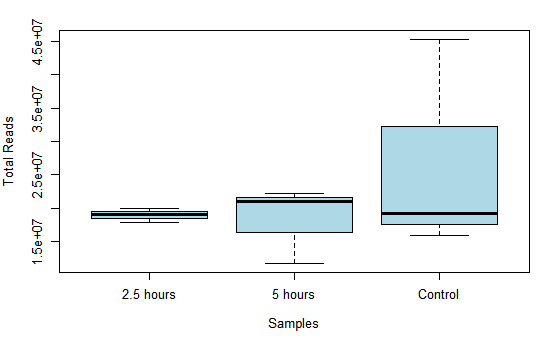 4.5e+07
3.5e+07
2.5e+07
1.5e+07
Total Reads
2.5 hours
5 hours
Control
Samples